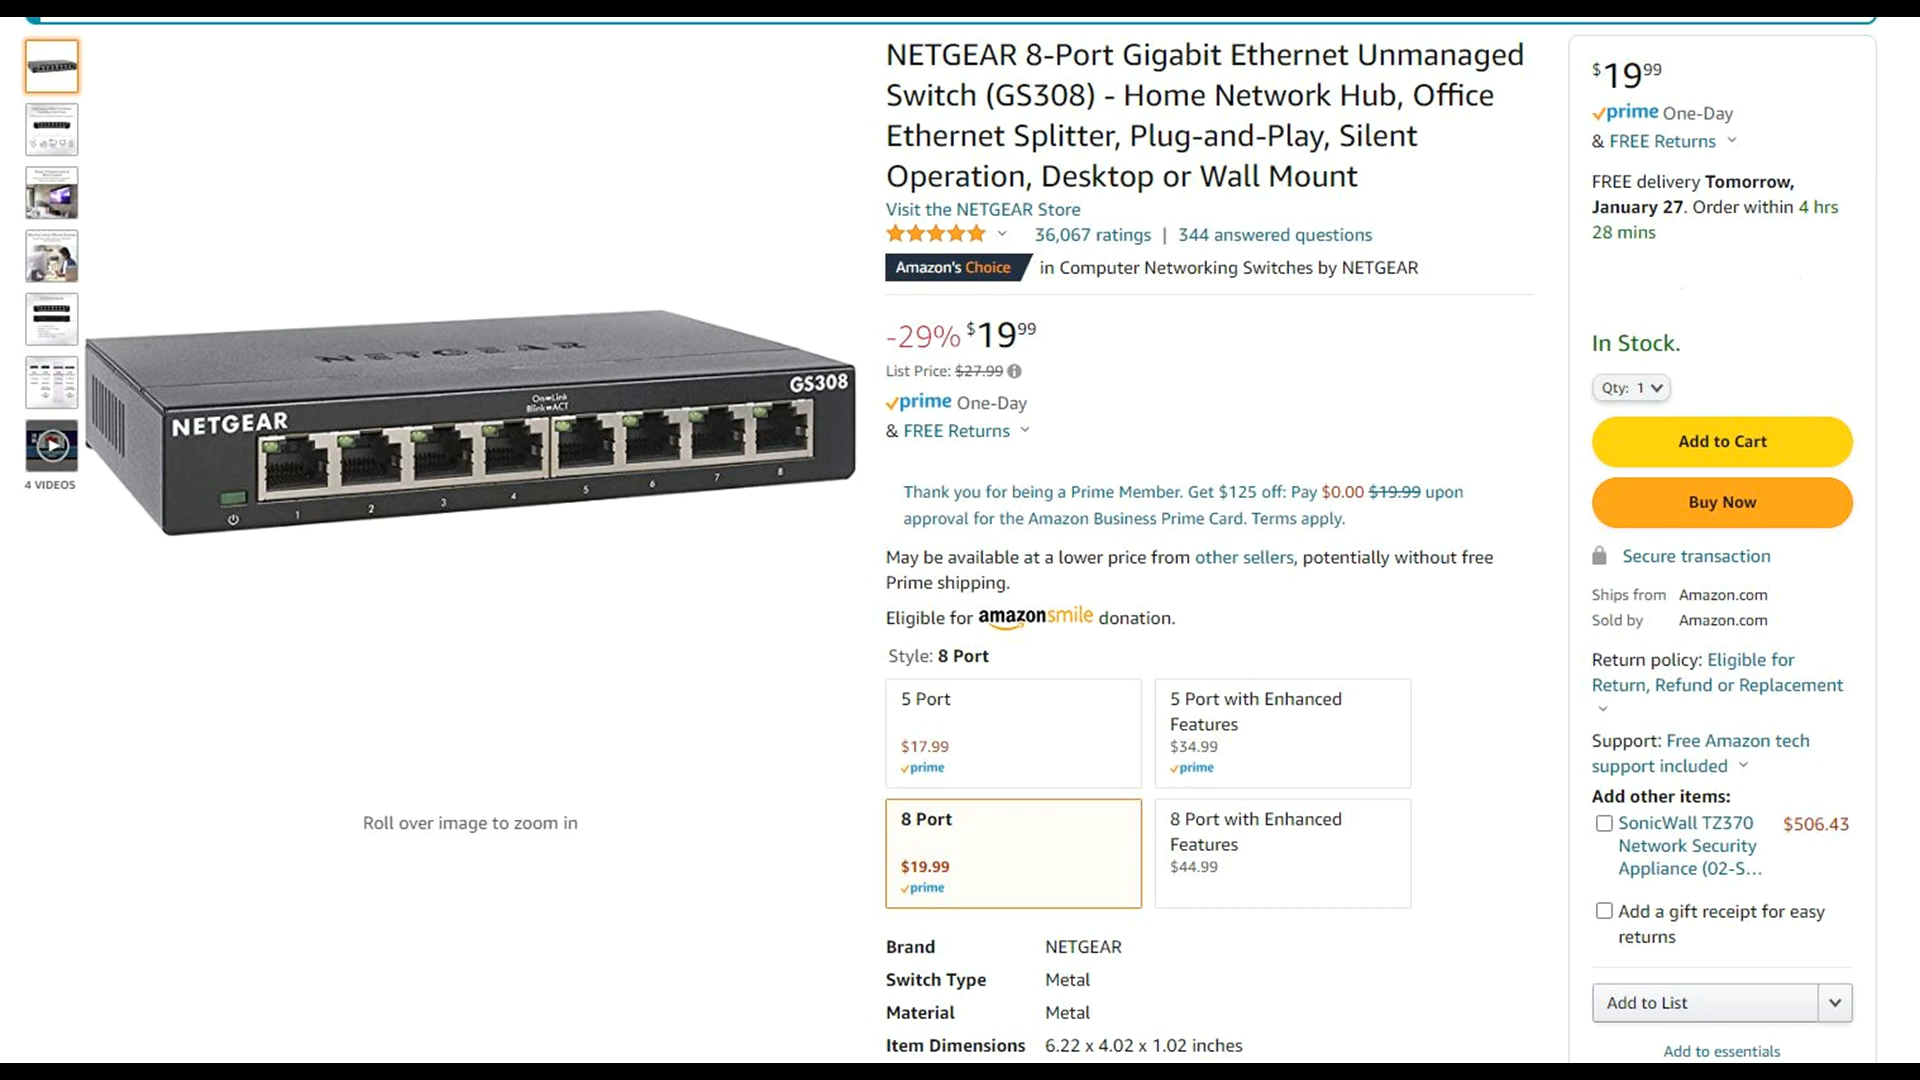 NETGEAR 8-Port Gigabit Ethernet Unmanaged
Switch (GS308) - Home Network Hub, Office
Ethernet Splitter, Plug-and-Play, Silent
Operation, Desktop or Wall Mount
Visit the NETGEAR Store
36,067 ratings | 344 answered questions
Amazon's Choice in Computer Networking Switches by NETGEAR
-29% $19.99
List Price: $27.99
prime One-Day
& FREE Returns
Thank you for being a Prime Member. Get $125 off: Pay $0.00 $19.99 upon
approval for the Amazon Business Prime Card. Terms apply.
May be available at a lower price from other sellers, potentially without free
Prime shipping.
Eligible for amazonsmile donation.
Style: 8 Port
5 Port
$17.99
prime
5 Port with Enhanced
Features
$34.99
prime
8 Port
$19.99
prime
8 Port with Enhanced
Features
$44.99
Brand NETGEAR
Switch Type Metal
Material Metal
Item Dimensions 6.22 x 4.02 x 1.02 inches
4 VIDEOS
NETGEAR
GS308
On=Link
Blink=ACT
NETGEAR
1 2 3 4 5 6 7 8
Roll over image to zoom in
$19.99
prime One-Day
& FREE Returns
FREE delivery Tomorrow,
January 27. Order within 4 hrs
28 mins
In Stock.
Qty: 1
Add to Cart
Buy Now
Secure transaction
Ships from Amazon.com
Sold by Amazon.com
Return policy: Eligible for
Return, Refund or Replacement
Support: Free Amazon tech
support included
Add other items:
SonicWall TZ370 $506.43
Network Security
Appliance (02-S...
Add a gift receipt for easy
returns
Add to List
Add to essentials